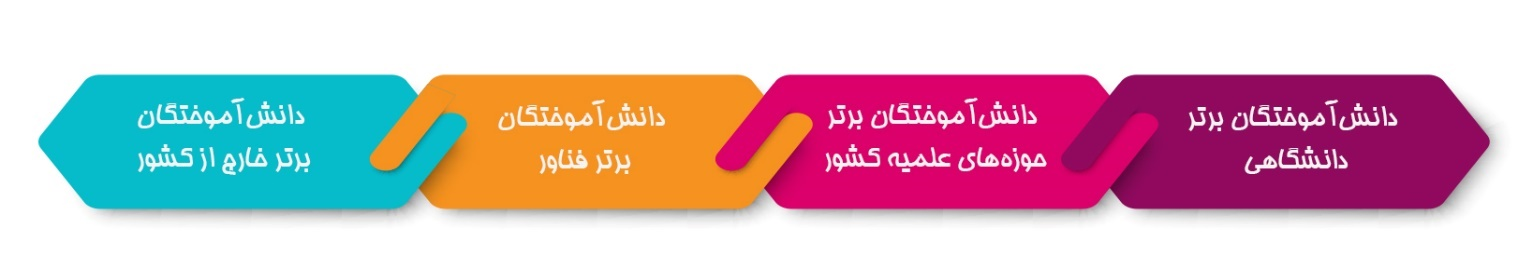 دانش‌آموختگان برتر
دانشگاهی
دانش‌آموختگان برتر
حوزه‌های علمیه کشور
دانش‌آموختگان
برتر فناور
دانش‌آموختگان
برتر خارج از کشور